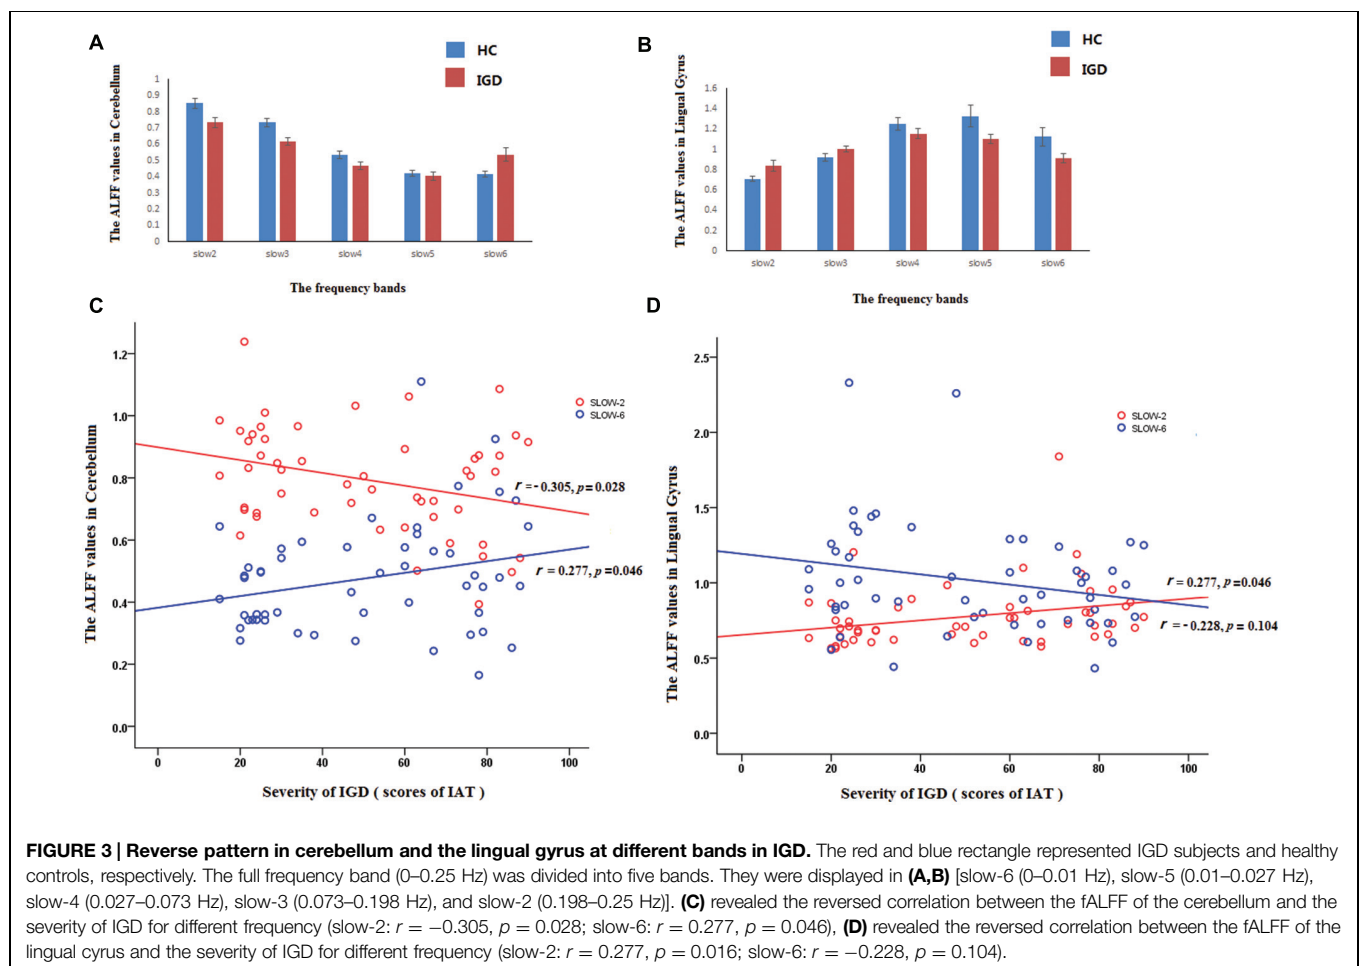 A
HC
IGD
The ALFF values in Cerebellum
1
0.9
0.8
0.7
0.6
0.5
0.4
0.3
0.2
0.1
0
slow2 slow3 slow4 slow5 slow6
The frequency bands
B
HC
IGD
The ALFF values in Lingual Gyrus
1.6
1.4
1.2
1
0.8
0.6
0.4
0.2
0
slow2 slow3 slow4 slow5 slow6
The frequency bands
C
The ALFF values in Cerebellum
1.2
1.0
0.8
0.6
0.4
0.2
0.0
SLOW-2
SLOW-6
r = - 0.305, p = 0.028
r = 0.277, p = 0.046
0 20 40 60 80 100
Severity of IGD ( scores of IAT )
D
The ALFF values in Lingual Gyrus
2.5
2.0
1.5
1.0
0.5
0.0
SLOW-2
SLOW-6
r = 0.277, p = 0.046
r = - 0.228, p = 0.104
0 20 40 60 80 100
Severity of IGD ( scores of IAT )
FIGURE 3 | Reverse pattern in cerebellum and the lingual gyrus at different bands in IGD. The red and blue rectangle represented IGD subjects and healthy
controls, respectively. The full frequency band (0–0.25 Hz) was divided into five bands. They were displayed in (A,B) [slow-6 (0–0.01 Hz), slow-5 (0.01–0.027 Hz),
slow-4 (0.027–0.073 Hz), slow-3 (0.073–0.198 Hz), and slow-2 (0.198–0.25 Hz)]. (C) revealed the reversed correlation between the fALFF of the cerebellum and the
severity of IGD for different frequency (slow-2: r = −0.305, p = 0.028; slow-6: r = 0.277, p = 0.046), (D) revealed the reversed correlation between the fALFF of the
lingual cyrus and the severity of IGD for different frequency (slow-2: r = 0.277, p = 0.016; slow-6: r = −0.228, p = 0.104).